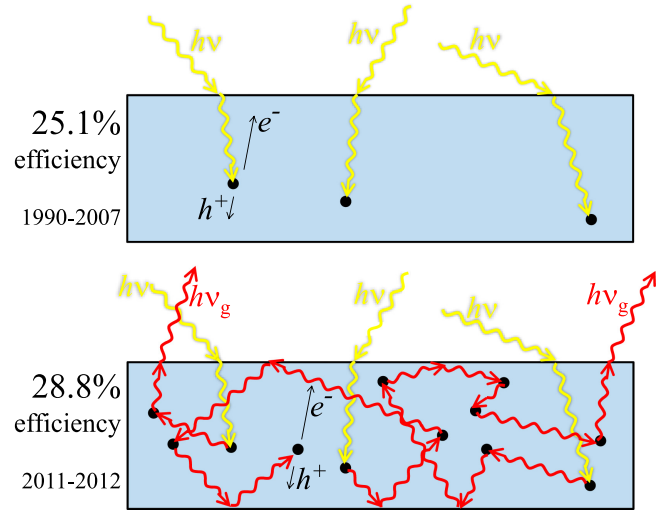 hν
hν
hν
25.1%
efficiency
e⁻
h⁺
1990-2007
hν
hν_g
hν
hν
hν_g
28.8%
efficiency
e⁻
h⁺
2011-2012